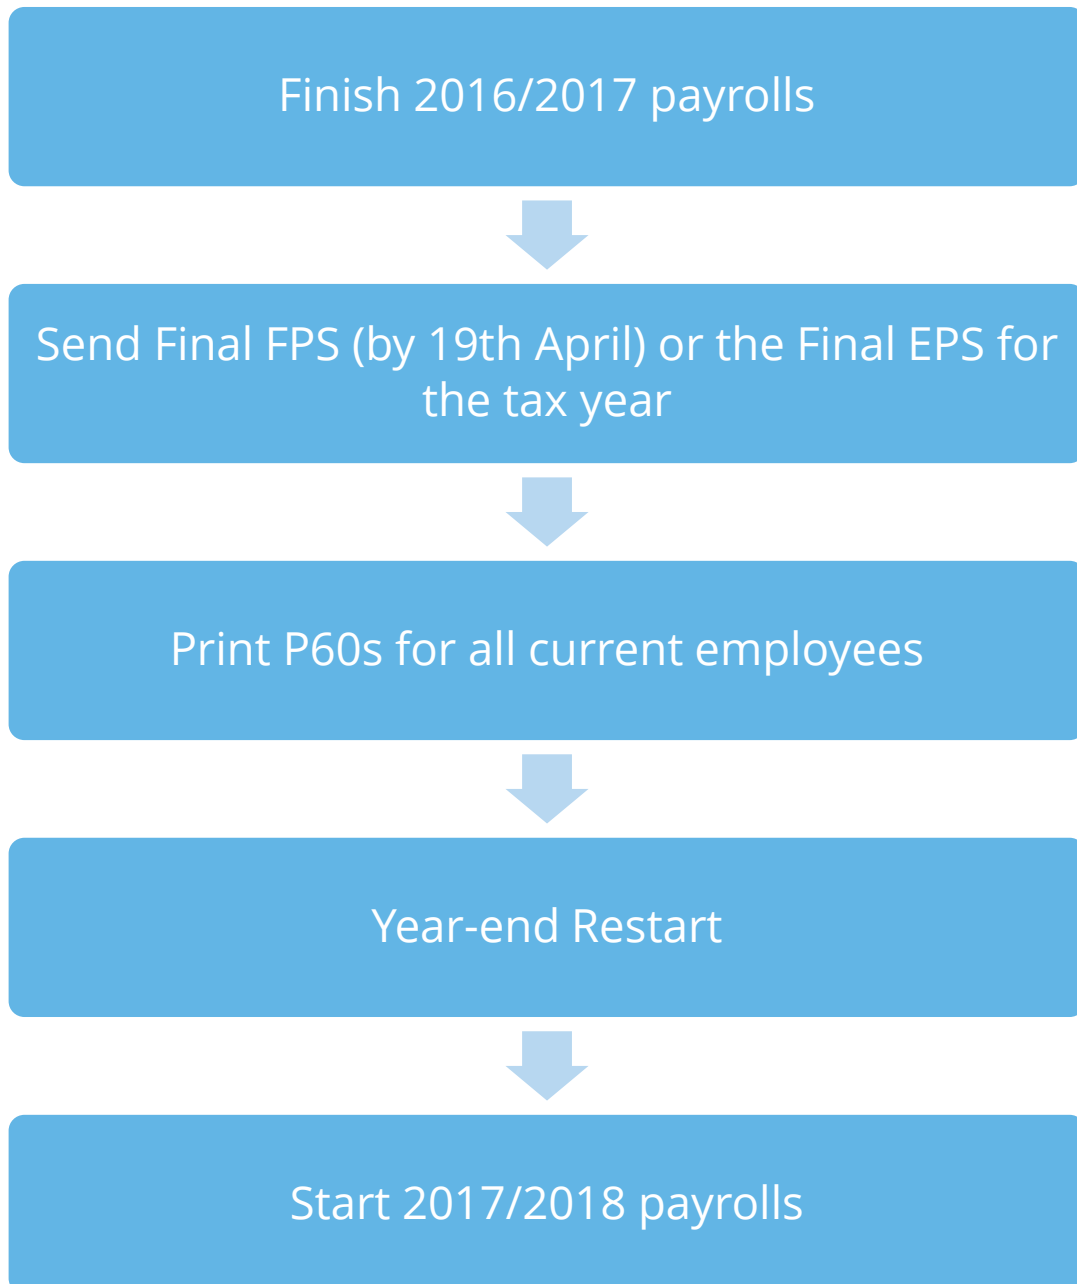 Finish 2016/2017 payrolls
Send Final FPS (by 19th April) or the Final EPS for
the tax year
Print P60s for all current employees
Year-end Restart
Start 2017/2018 payrolls